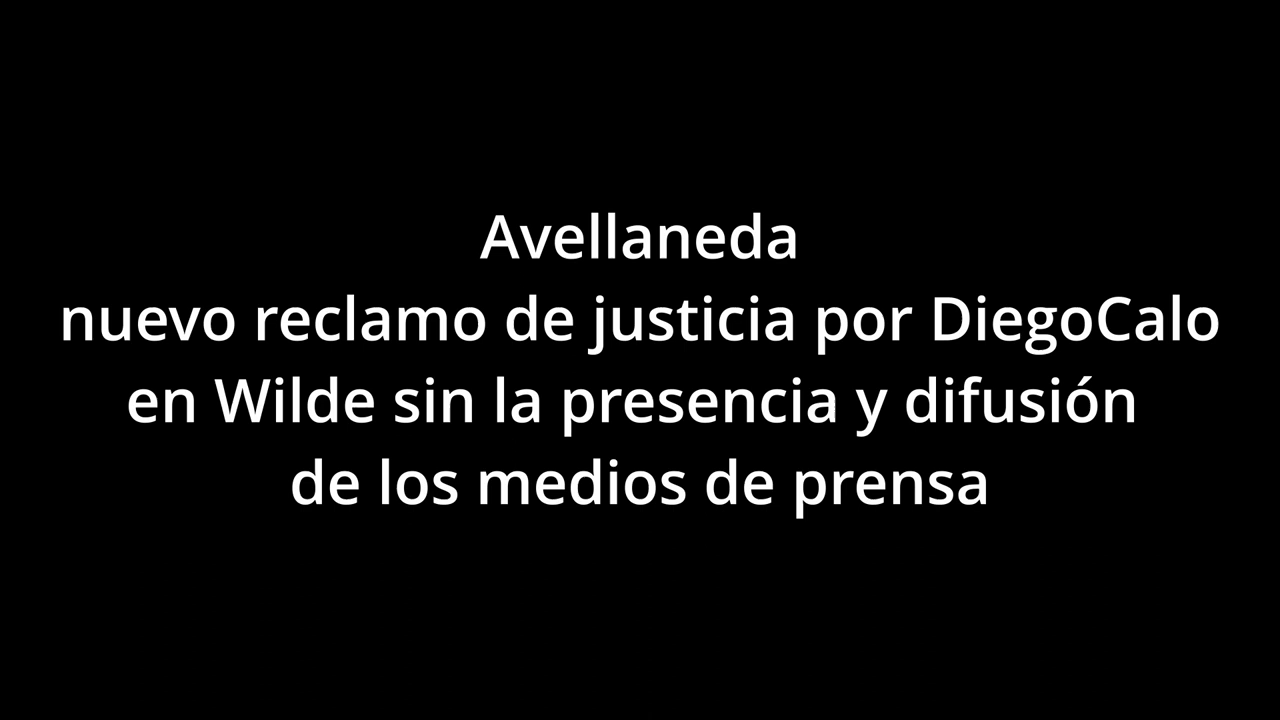 Avellaneda
nuevo reclamo de justicia por DiegoCalo
en Wilde sin la presencia y difusión
de los medios de prensa